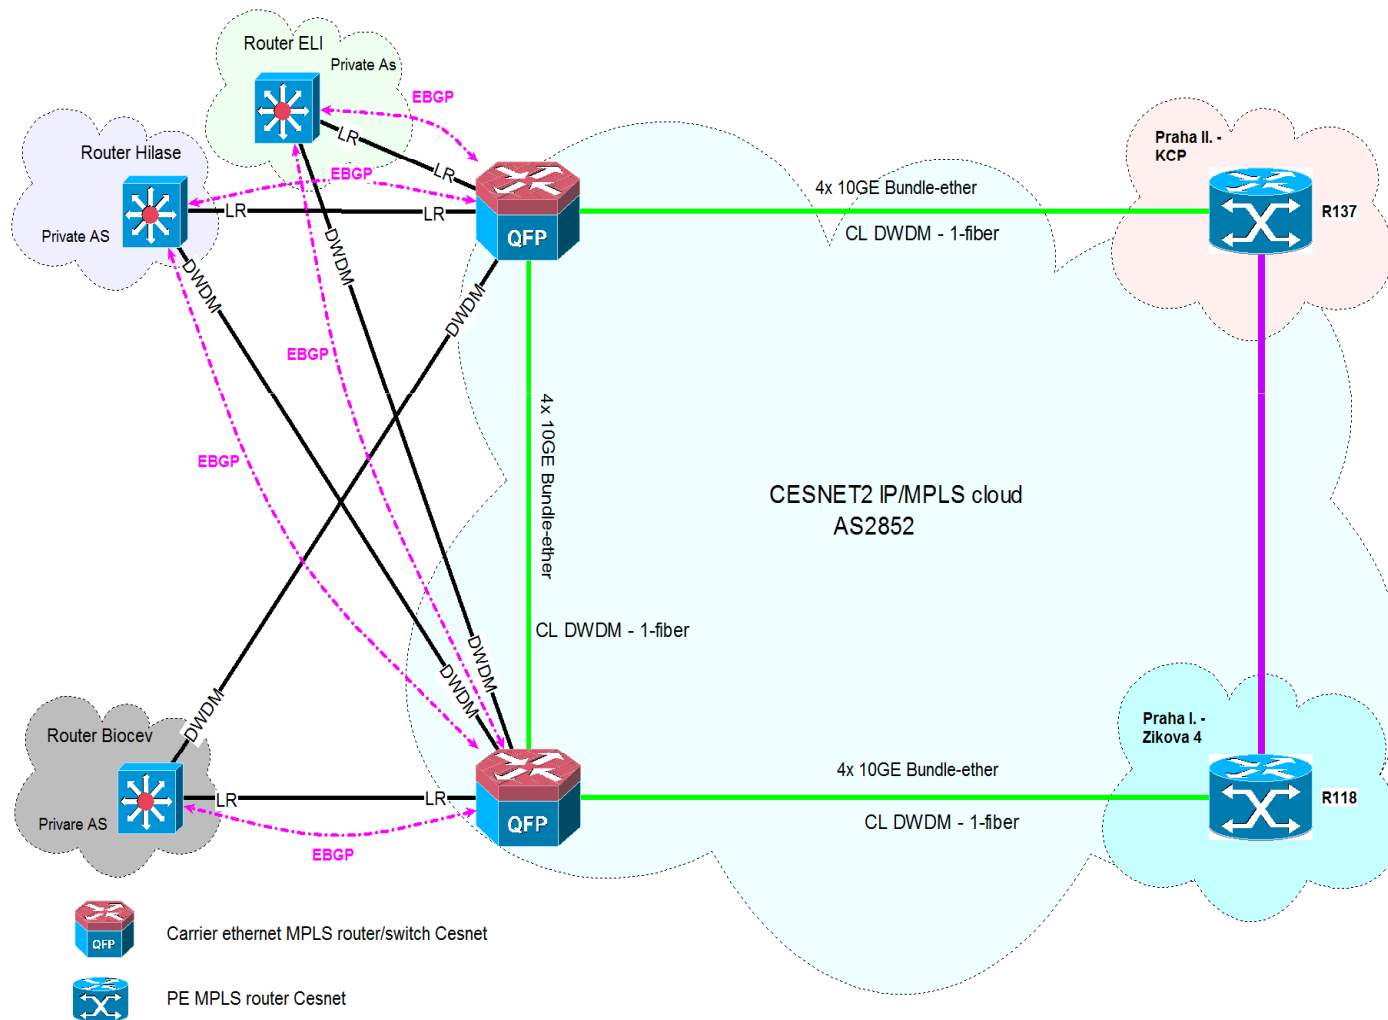 Router ELI
Private As
EBGP
LR
LR
Router Hilase
EBGP
Private AS
LR
LR
QFP
DWDM
DWDM
DWDM
4x 10GE Bundle-ether
CL DWDM - 1-fiber
Praha II. -
KCP
R137
EBGP
EBGP
4x 10GE Bundle-ether
CL DWDM - 1-fiber
CESNET2 IP/MPLS cloud
AS2852
DWDM
DWDM
DWDM
Router Biocev
Privare AS
LR
LR
EBGP
QFP
4x 10GE Bundle-ether
CL DWDM - 1-fiber
Praha I. -
Zikova 4
R118
QFP
Carrier ethernet MPLS router/switch Cesnet
PE MPLS router Cesnet